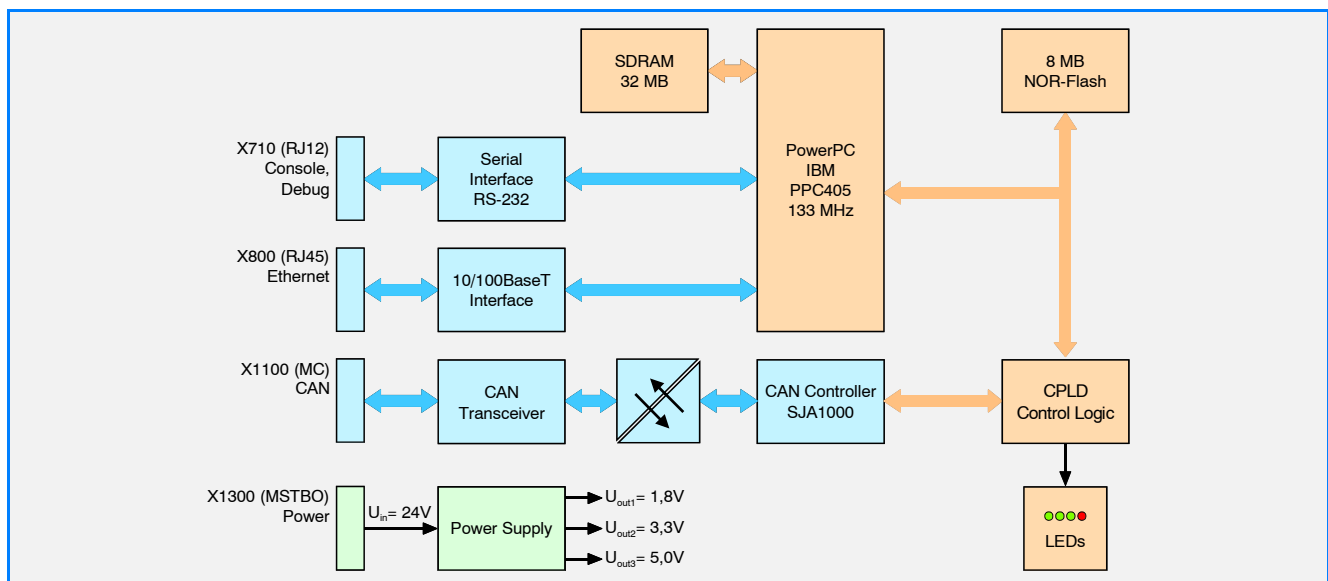 SDRAM
32 MB
8 MB
NOR-Flash
X710 (RJ12)
Console,
Debug
Serial
Interface
RS-232
PowerPC
IBM
PPC405
133 MHz
X800 (RJ45)
Ethernet
10/100BaseT
Interface
X1100 (MC)
CAN
CAN
Transceiver
CAN Controller
SJA1000
CPLD
Control Logic
X1300 (MSTBO)
Power
Uin= 24V
Power Supply
Uout1= 1,8V
Uout2= 3,3V
Uout3= 5,0V
LEDs